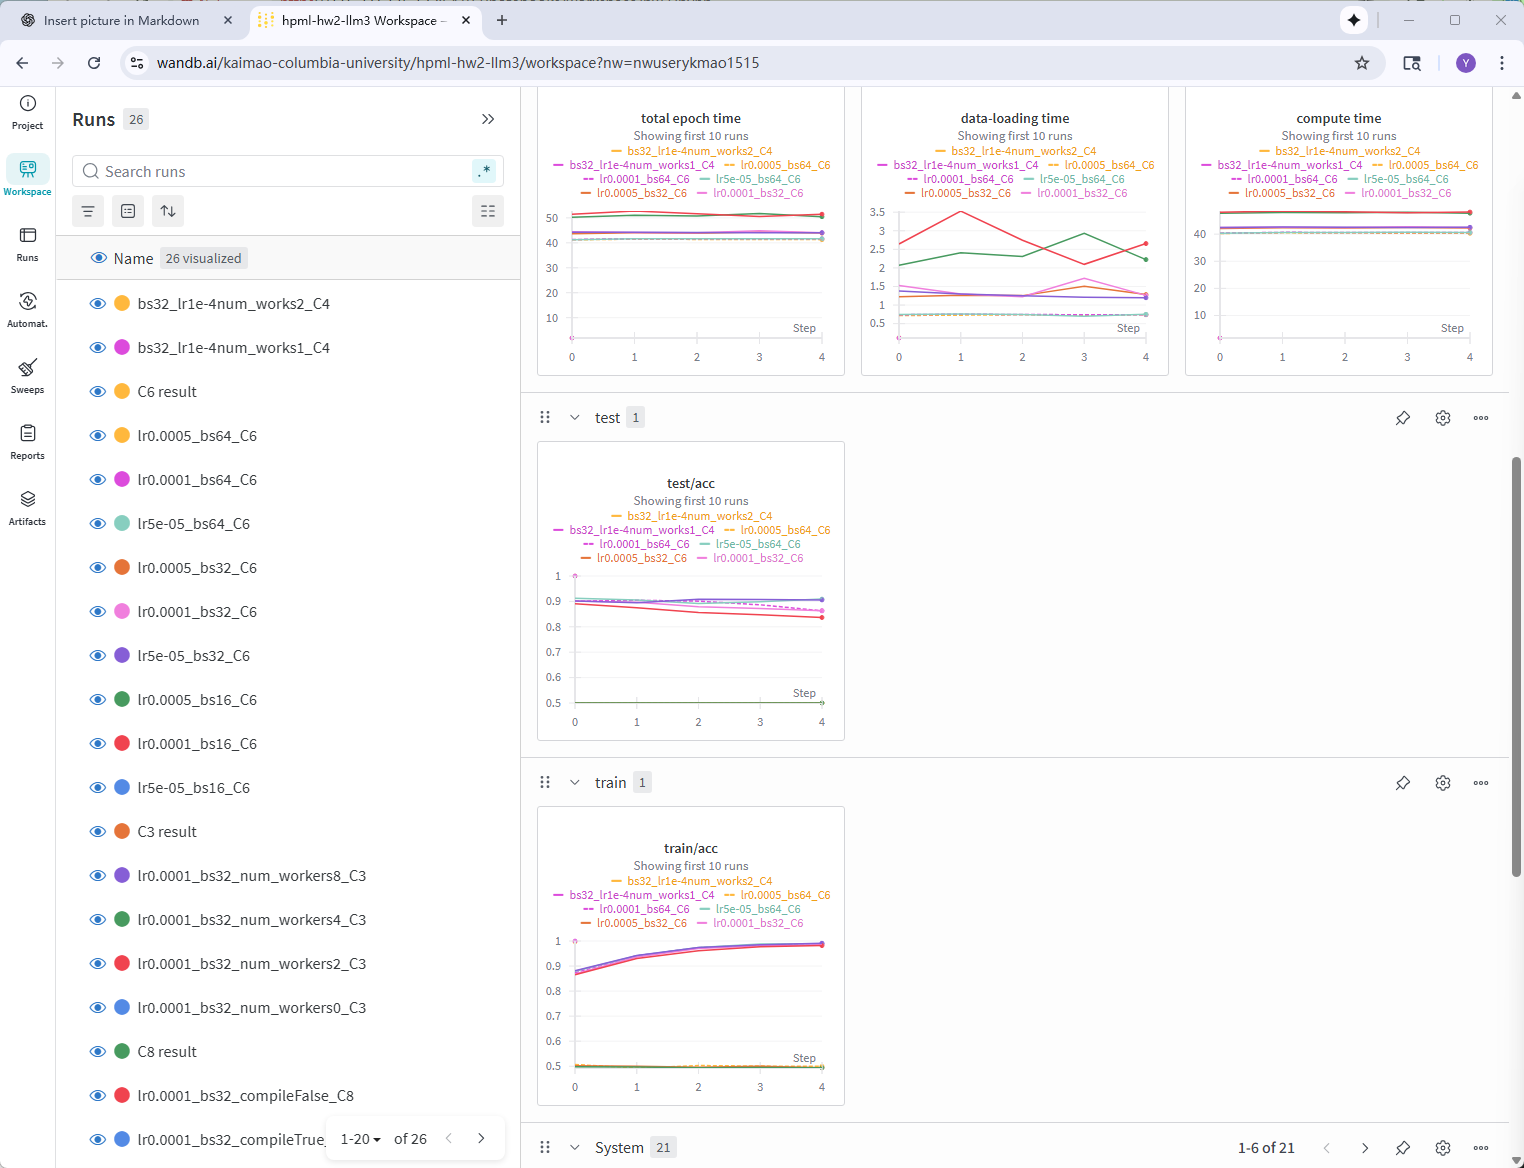 Insert picture in Markdown
hpml-hw2-llm3 Workspace –
wandb.ai/kaimao-columbia-university/hpml-hw2-llm3/workspace?nw=nwuserykmao1515
Y
Project
Workspace
Runs
Automat.
Sweeps
Reports
Artifacts
Runs 26
Search runs
.*
Name 26 visualized
bs32_lr1e-4num_works2_C4
bs32_lr1e-4num_works1_C4
C6 result
lr0.0005_bs64_C6
lr0.0001_bs64_C6
lr5e-05_bs64_C6
lr0.0005_bs32_C6
lr0.0001_bs32_C6
lr5e-05_bs32_C6
lr0.0005_bs16_C6
lr0.0001_bs16_C6
lr5e-05_bs16_C6
C3 result
lr0.0001_bs32_num_workers8_C3
lr0.0001_bs32_num_workers4_C3
lr0.0001_bs32_num_workers2_C3
lr0.0001_bs32_num_workers0_C3
C8 result
lr0.0001_bs32_compileFalse_C8
lr0.0001_bs32_compileTrue_
1-20 of 26
total epoch time
Showing first 10 runs
bs32_lr1e-4num_works2_C4
bs32_lr1e-4num_works1_C4 lr0.0005_bs64_C6
lr0.0001_bs64_C6 lr5e-05_bs64_C6
lr0.0005_bs32_C6 lr0.0001_bs32_C6
50
40
30
20
10
Step
0 1 2 3 4
data-loading time
Showing first 10 runs
bs32_lr1e-4num_works2_C4
bs32_lr1e-4num_works1_C4 lr0.0005_bs64_C6
lr0.0001_bs64_C6 lr5e-05_bs64_C6
lr0.0005_bs32_C6 lr0.0001_bs32_C6
3.5
3
2.5
2
1.5
1
0.5
Step
0 1 2 3 4
compute time
Showing first 10 runs
bs32_lr1e-4num_works2_C4
bs32_lr1e-4num_works1_C4 lr0.0005_bs64_C6
lr0.0001_bs64_C6 lr5e-05_bs64_C6
lr0.0005_bs32_C6 lr0.0001_bs32_C6
40
30
20
10
Step
0 1 2 3 4
test 1
test/acc
Showing first 10 runs
bs32_lr1e-4num_works2_C4
bs32_lr1e-4num_works1_C4 lr0.0005_bs64_C6
lr0.0001_bs64_C6 lr5e-05_bs64_C6
lr0.0005_bs32_C6 lr0.0001_bs32_C6
1
0.9
0.8
0.7
0.6
0.5
Step
0 1 2 3 4
train 1
train/acc
Showing first 10 runs
bs32_lr1e-4num_works2_C4
bs32_lr1e-4num_works1_C4 lr0.0005_bs64_C6
lr0.0001_bs64_C6 lr5e-05_bs64_C6
lr0.0005_bs32_C6 lr0.0001_bs32_C6
1
0.9
0.8
0.7
0.6
0.5
Step
0 1 2 3 4
System 21
1-6 of 21